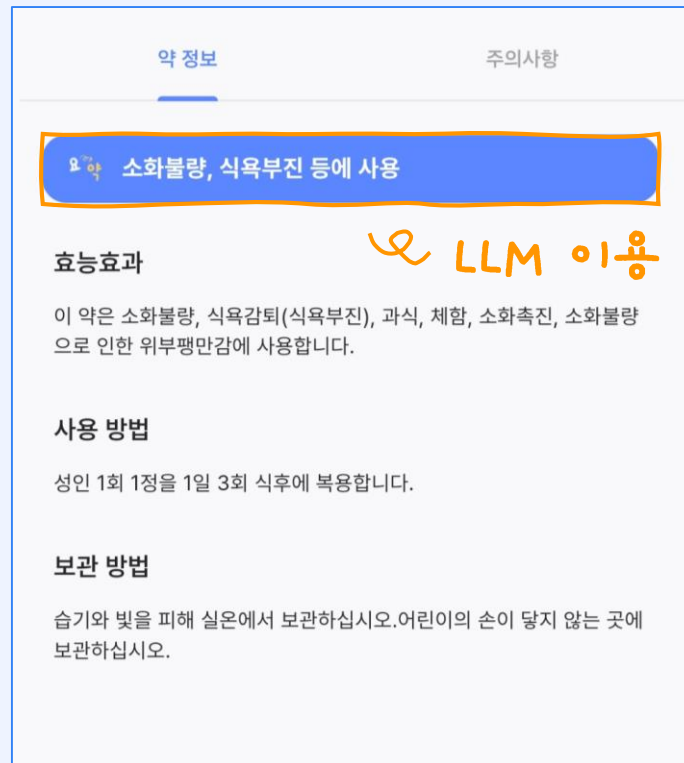 약 정보
주의사항
요약 소화불량, 식욕부진 등에 사용
LLM 이용
효능효과
이 약은 소화불량, 식욕감퇴(식욕부진), 과식, 체함, 소화촉진, 소화불량
으로 인한 위부팽만감에 사용합니다.
사용 방법
성인 1회 1정을 1일 3회 식후에 복용합니다.
보관 방법
습기와 빛을 피해 실온에서 보관하십시오.어린이의 손이 닿지 않는 곳에
보관하십시오.